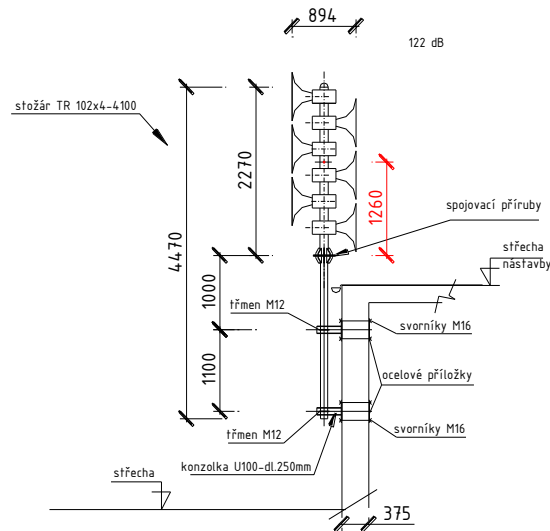 894
122 dB
stožár TR 102x4-4100
2270
1260
4470
spojovací příruby
střecha
nástavby
1000
třmen M12
svorníky M16
1100
ocelové příložky
třmen M12
svorníky M16
konzolka U100-dl.250mm
střecha
375